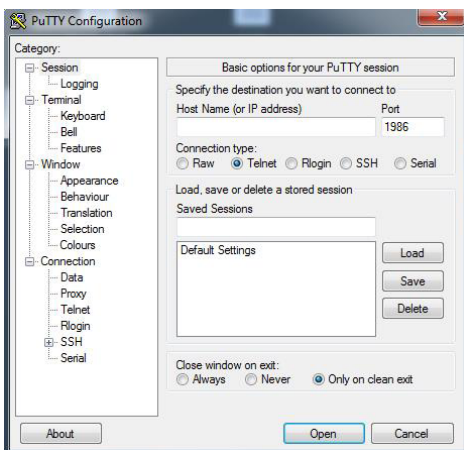 PuTTY Configuration
Category:
Session
Logging
Terminal
Keyboard
Bell
Features
Window
Appearance
Behaviour
Translation
Selection
Colours
Connection
Data
Proxy
Telnet
Rlogin
SSH
Serial
Basic options for your PuTTY session
Specify the destination you want to connect to
Host Name (or IP address) Port
1986
Connection type:
Raw Telnet Rlogin SSH Serial
Load, save or delete a stored session
Saved Sessions
Default Settings
Load
Save
Delete
Close window on exit:
Always Never Only on clean exit
About Open Cancel